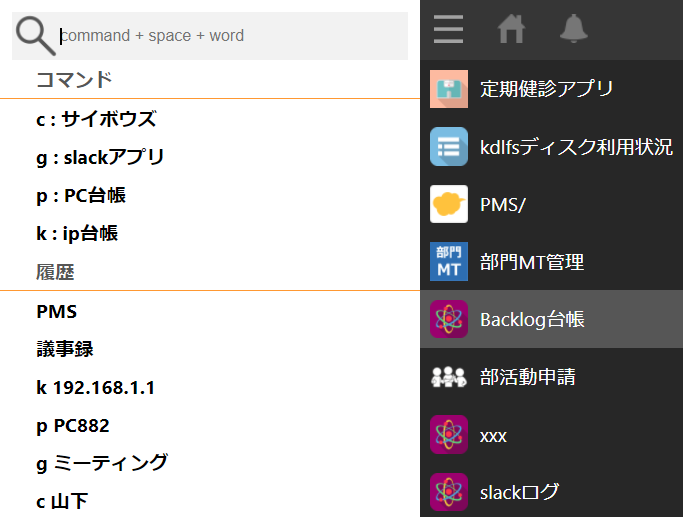 command + space + word
コマンド
c : サイボウズ
g : slackアプリ
p : PC台帳
k : ip台帳
履歴
PMS
議事録
k 192.168.1.1
p PC882
g ミーティング
c 山下
定期健診アプリ
kdlfsディスク利用状況
PMS/
部門
MT
部門MT管理
Backlog台帳
部活動申請
xxx
slackログ